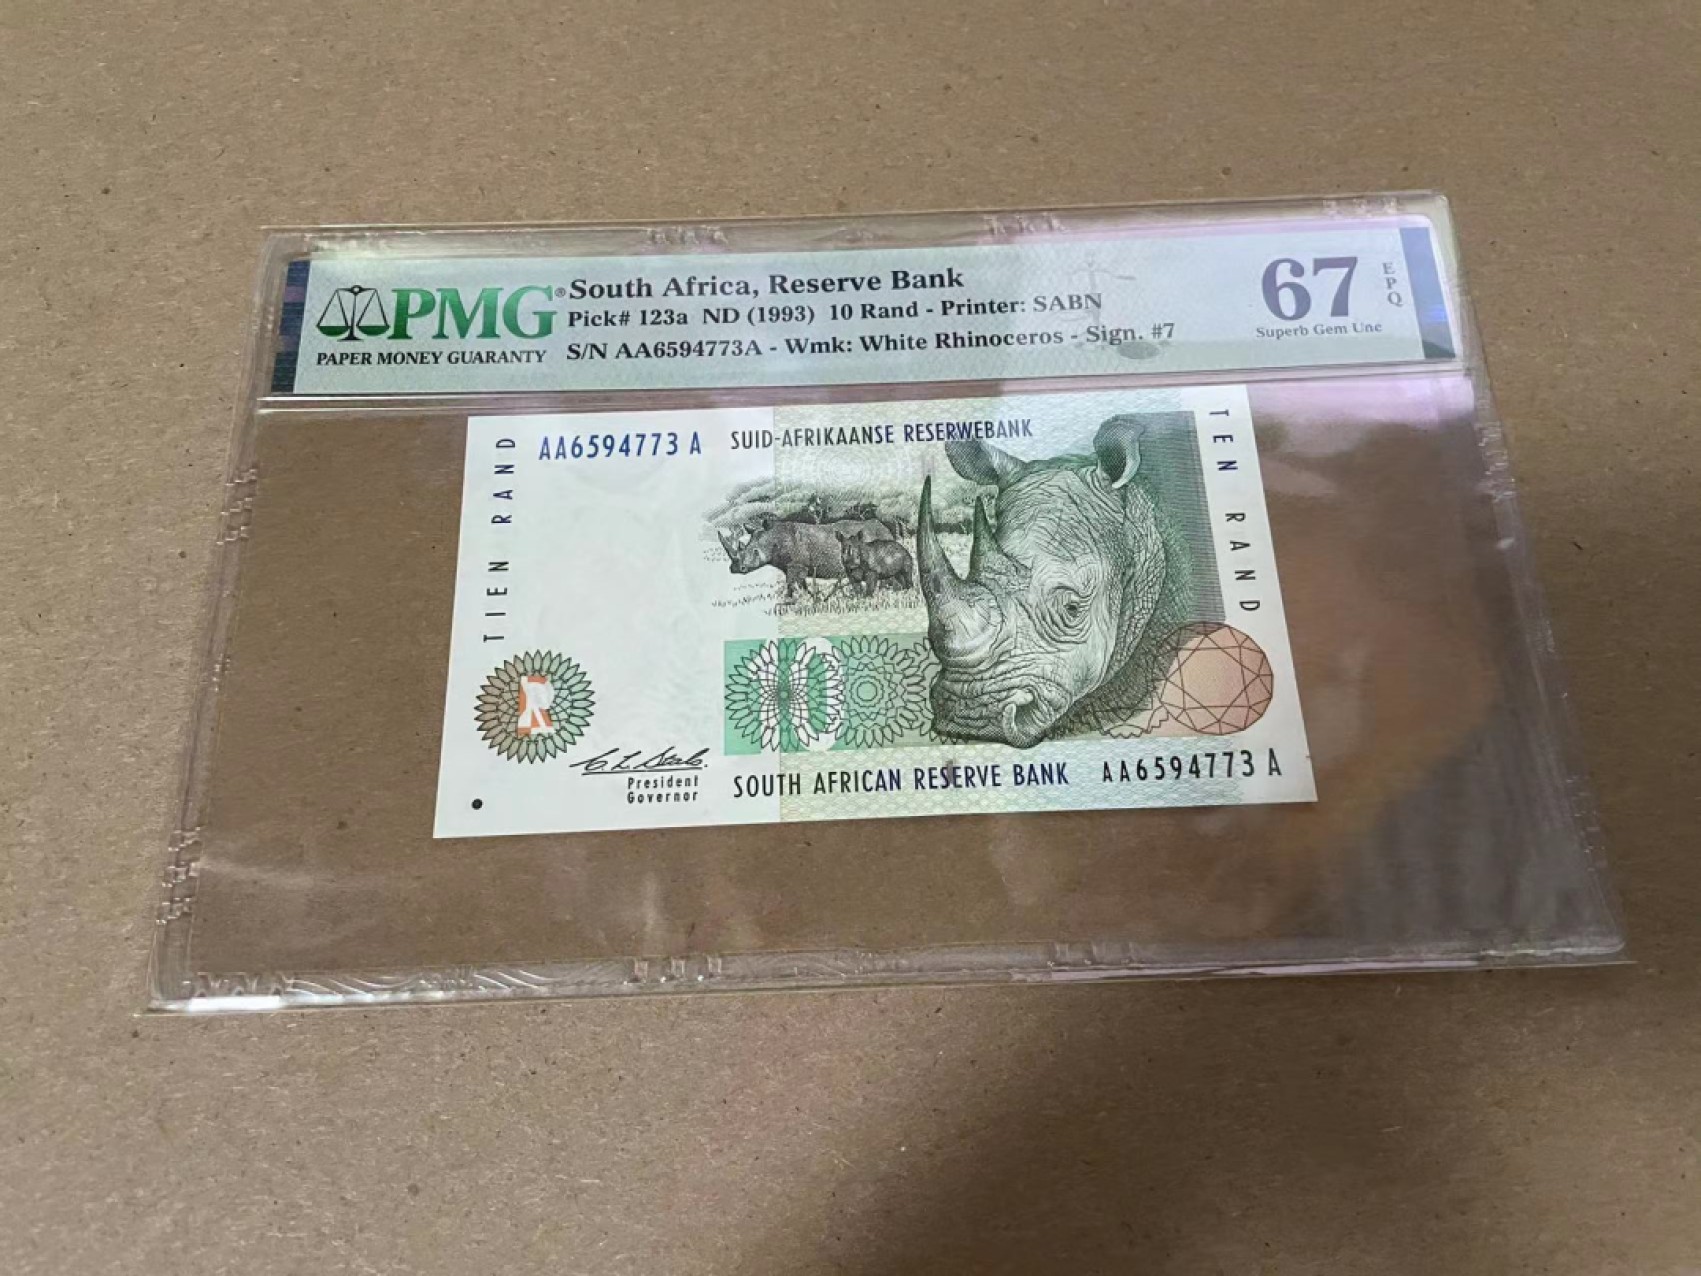 PMG®
PAPER MONEY GUARANTY
South Africa, Reserve Bank
Pick# 123a ND (1993) 10 Rand - Printer: SABN
S/N AA6594773A - Wmk: White Rhinoceros - Sign. #7
67 EPQ
Superb Gem Unc
TIEN RAND
AA6594773 A
SUID-AFRIKAANSE RESERWEBANK
TEN RAND
10
R
President
Governor
SOUTH AFRICAN RESERVE BANK AA6594773 A